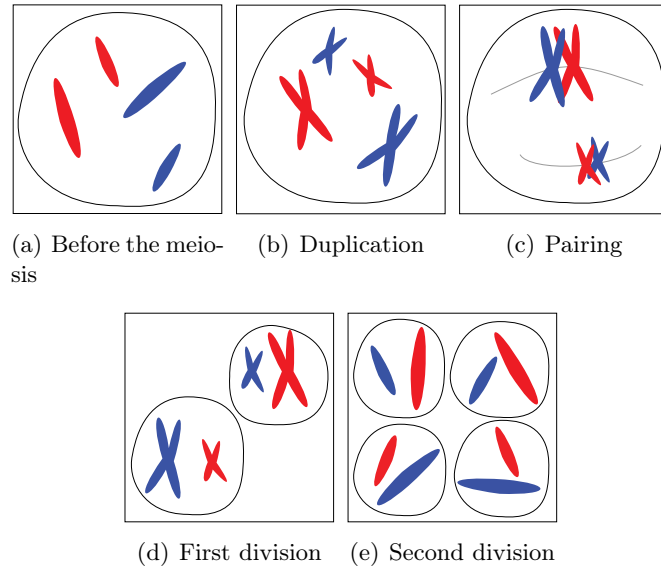 (a) Before the meio-
sis
(b) Duplication
(c) Pairing
(d) First division
(e) Second division